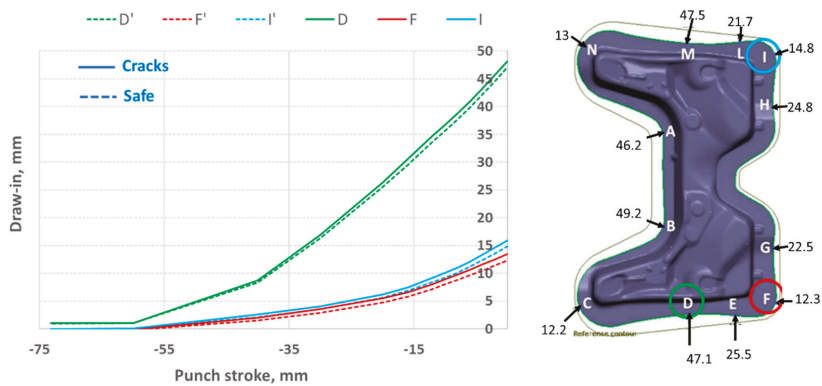 D' F' I' D F I
Cracks
Safe
Draw-in, mm
50
45
40
35
30
25
20
15
10
5
0
-75 -55 -35 -15
Punch stroke, mm
47.5 21.7
13 N M L I 14.8
H 24.8
A
46.2
49.2 B
G 22.5
C D E F 12.3
12.2
Reference contour
47.1 25.5